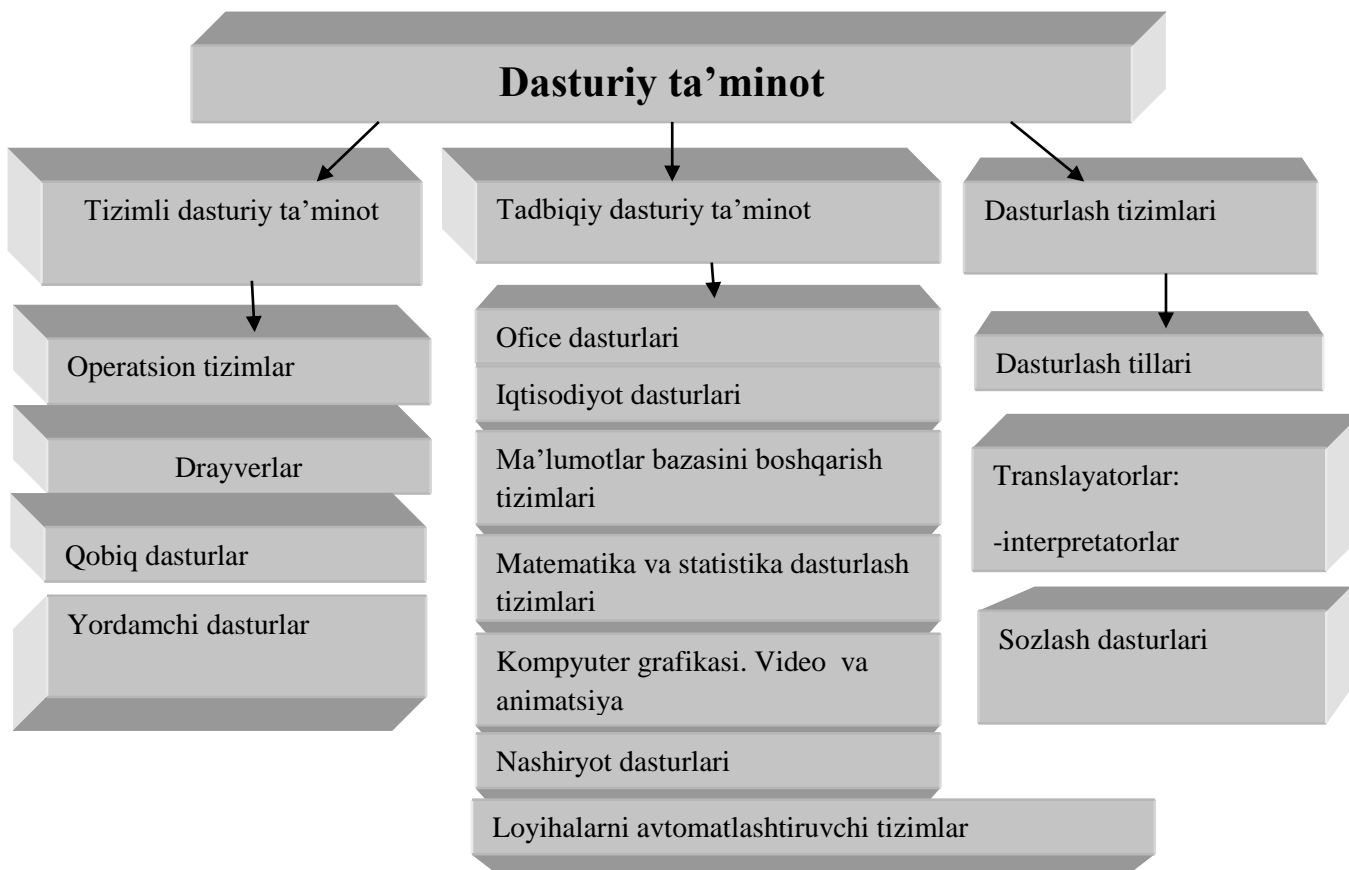 Dasturiy ta’minot
Tizimli dasturiy ta’minot
Tadbiqiy dasturiy ta’minot
Dasturlash tizimlari
Operatsion tizimlar
Drayverlar
Qobiq dasturlar
Yordamchi dasturlar
Ofice dasturlari
Iqtisodiyot dasturlari
Ma’lumotlar bazasini boshqarish
tizimlari
Matematika va statistika dasturlash
tizimlari
Kompyuter grafikasi. Video va
animatsiya
Nashiryot dasturlari
Loyihalarni avtomatlashtiruvchi tizimlar
Dasturlash tillari
Translayatorlar:
-interpretatorlar
Sozlash dasturlari